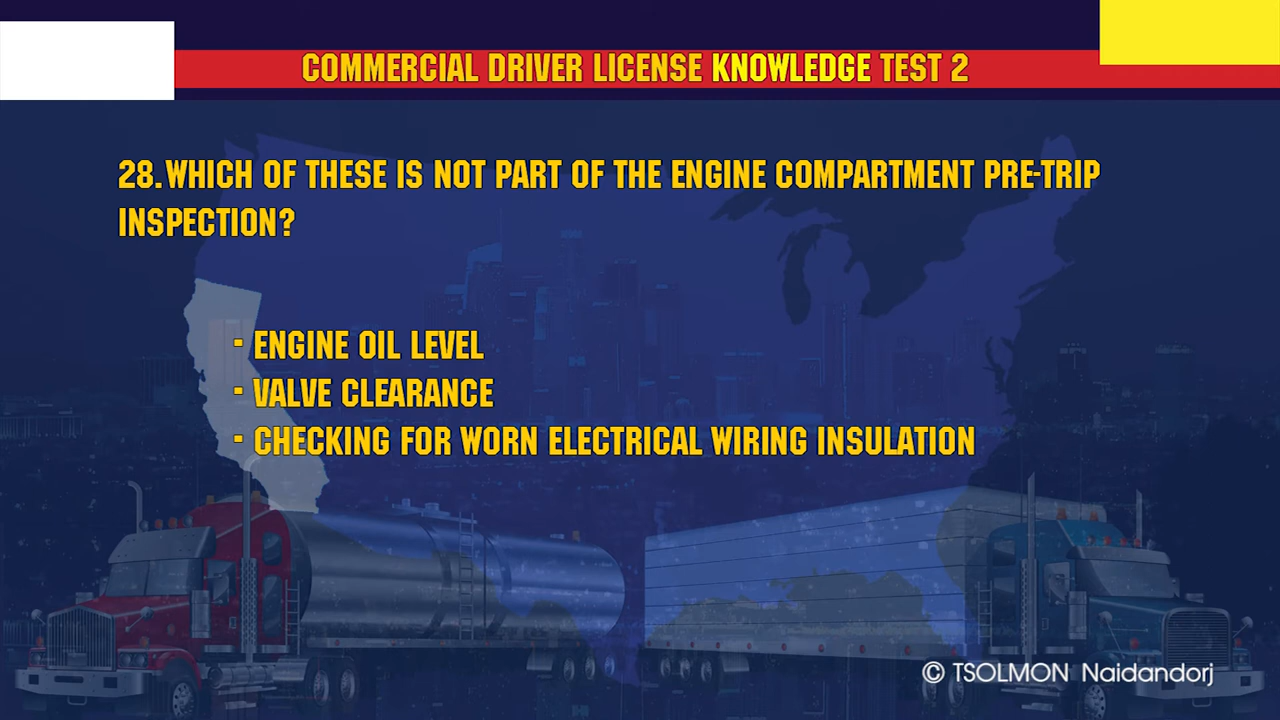 COMMERCIAL DRIVER LICENSE KNOWLEDGE TEST 2
28.WHICH OF THESE IS NOT PART OF THE ENGINE COMPARTMENT PRE-TRIP
INSPECTION?
· ENGINE OIL LEVEL
· VALVE CLEARANCE
· CHECKING FOR WORN ELECTRICAL WIRING INSULATION
© TSOLMON Naidandorj